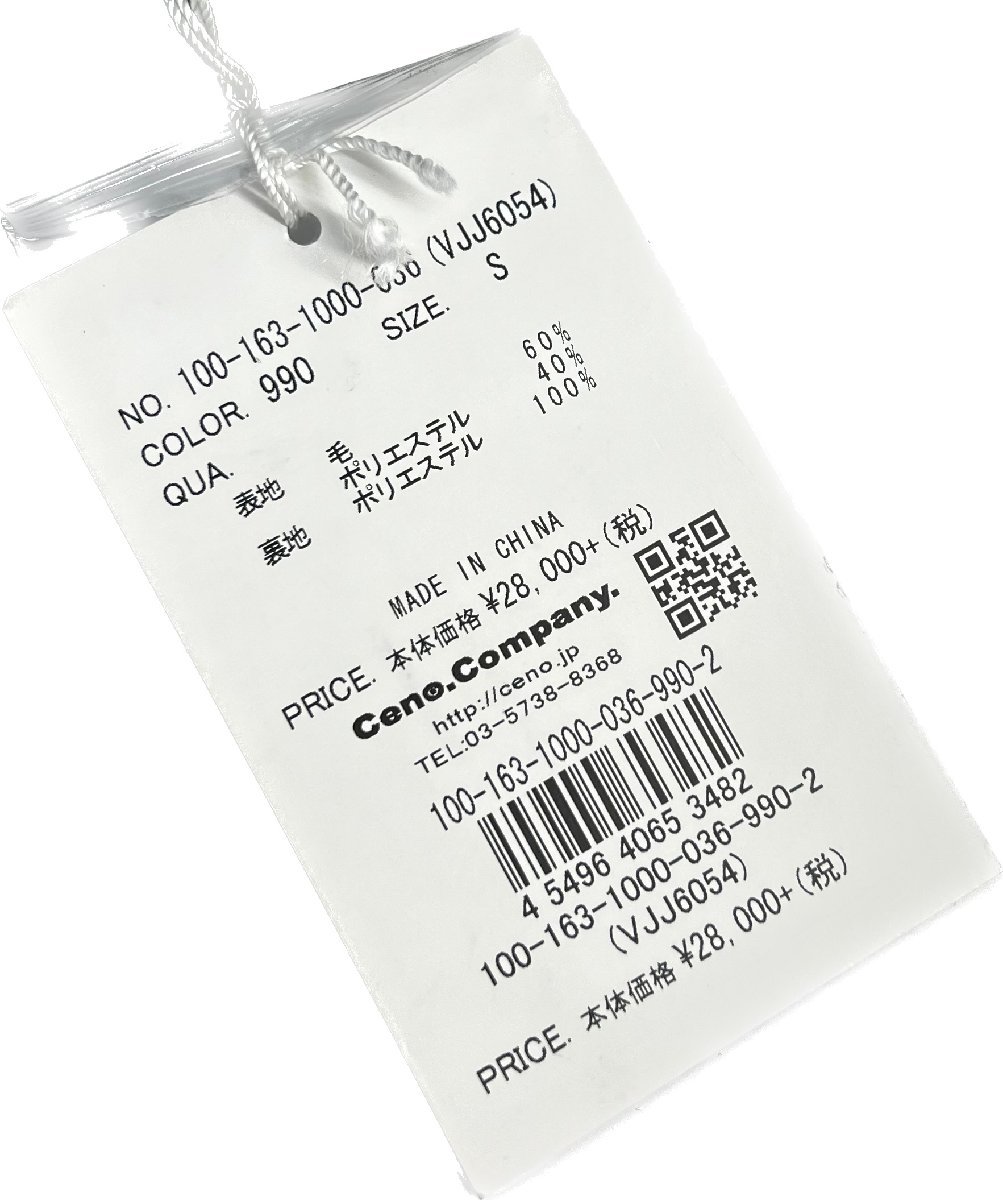 NO. 100-163-1000-036 (VJJ6054)
COLOR. 990 SIZE. S
QUA.
表地 毛 60%
ポリエステル 40%
裏地 ポリエステル 100%
MADE IN CHINA
PRICE. 本体価格 ¥28,000+(税)
Ceno.Company.
http://ceno.jp
TEL:03-5738-8368
100-163-1000-036-990-2
4 5496 4065 3482
100-163-1000-036-990-2
(VJJ6054)
PRICE. 本体価格 ¥28,000+(税)